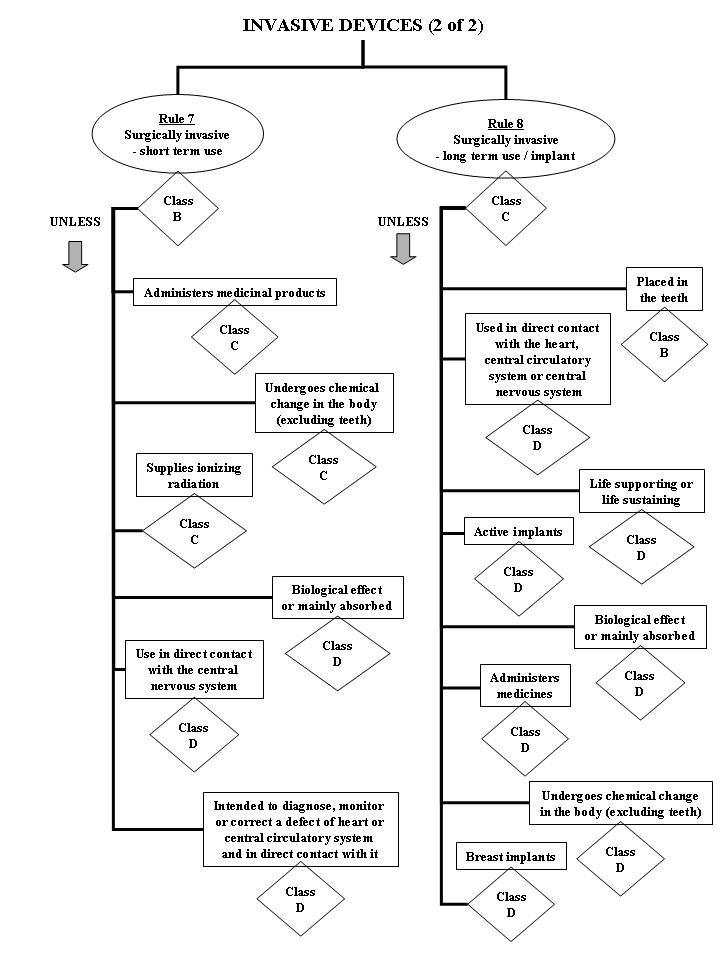 INVASIVE DEVICES (2 of 2)
Rule 7
Surgically invasive
- short term use
Class
B
UNLESS
Administers medicinal products
Class
C
Undergoes chemical
change in the body
(excluding teeth)
Class
C
Supplies ionizing
radiation
Class
C
Biological effect
or mainly absorbed
Class
D
Use in direct contact
with the central
nervous system
Class
D
Intended to diagnose, monitor
or correct a defect of heart or
central circulatory system
and in direct contact with it
Class
D
Rule 8
Surgically invasive
- long term use / implant
Class
C
UNLESS
Placed in
the teeth
Class
B
Used in direct contact
with the heart,
central circulatory
system or central
nervous system
Class
D
Life supporting or
life sustaining
Class
D
Active implants
Class
D
Biological effect
or mainly absorbed
Class
D
Administers
medicines
Class
D
Undergoes chemical change
in the body (excluding teeth)
Class
D
Breast implants
Class
D